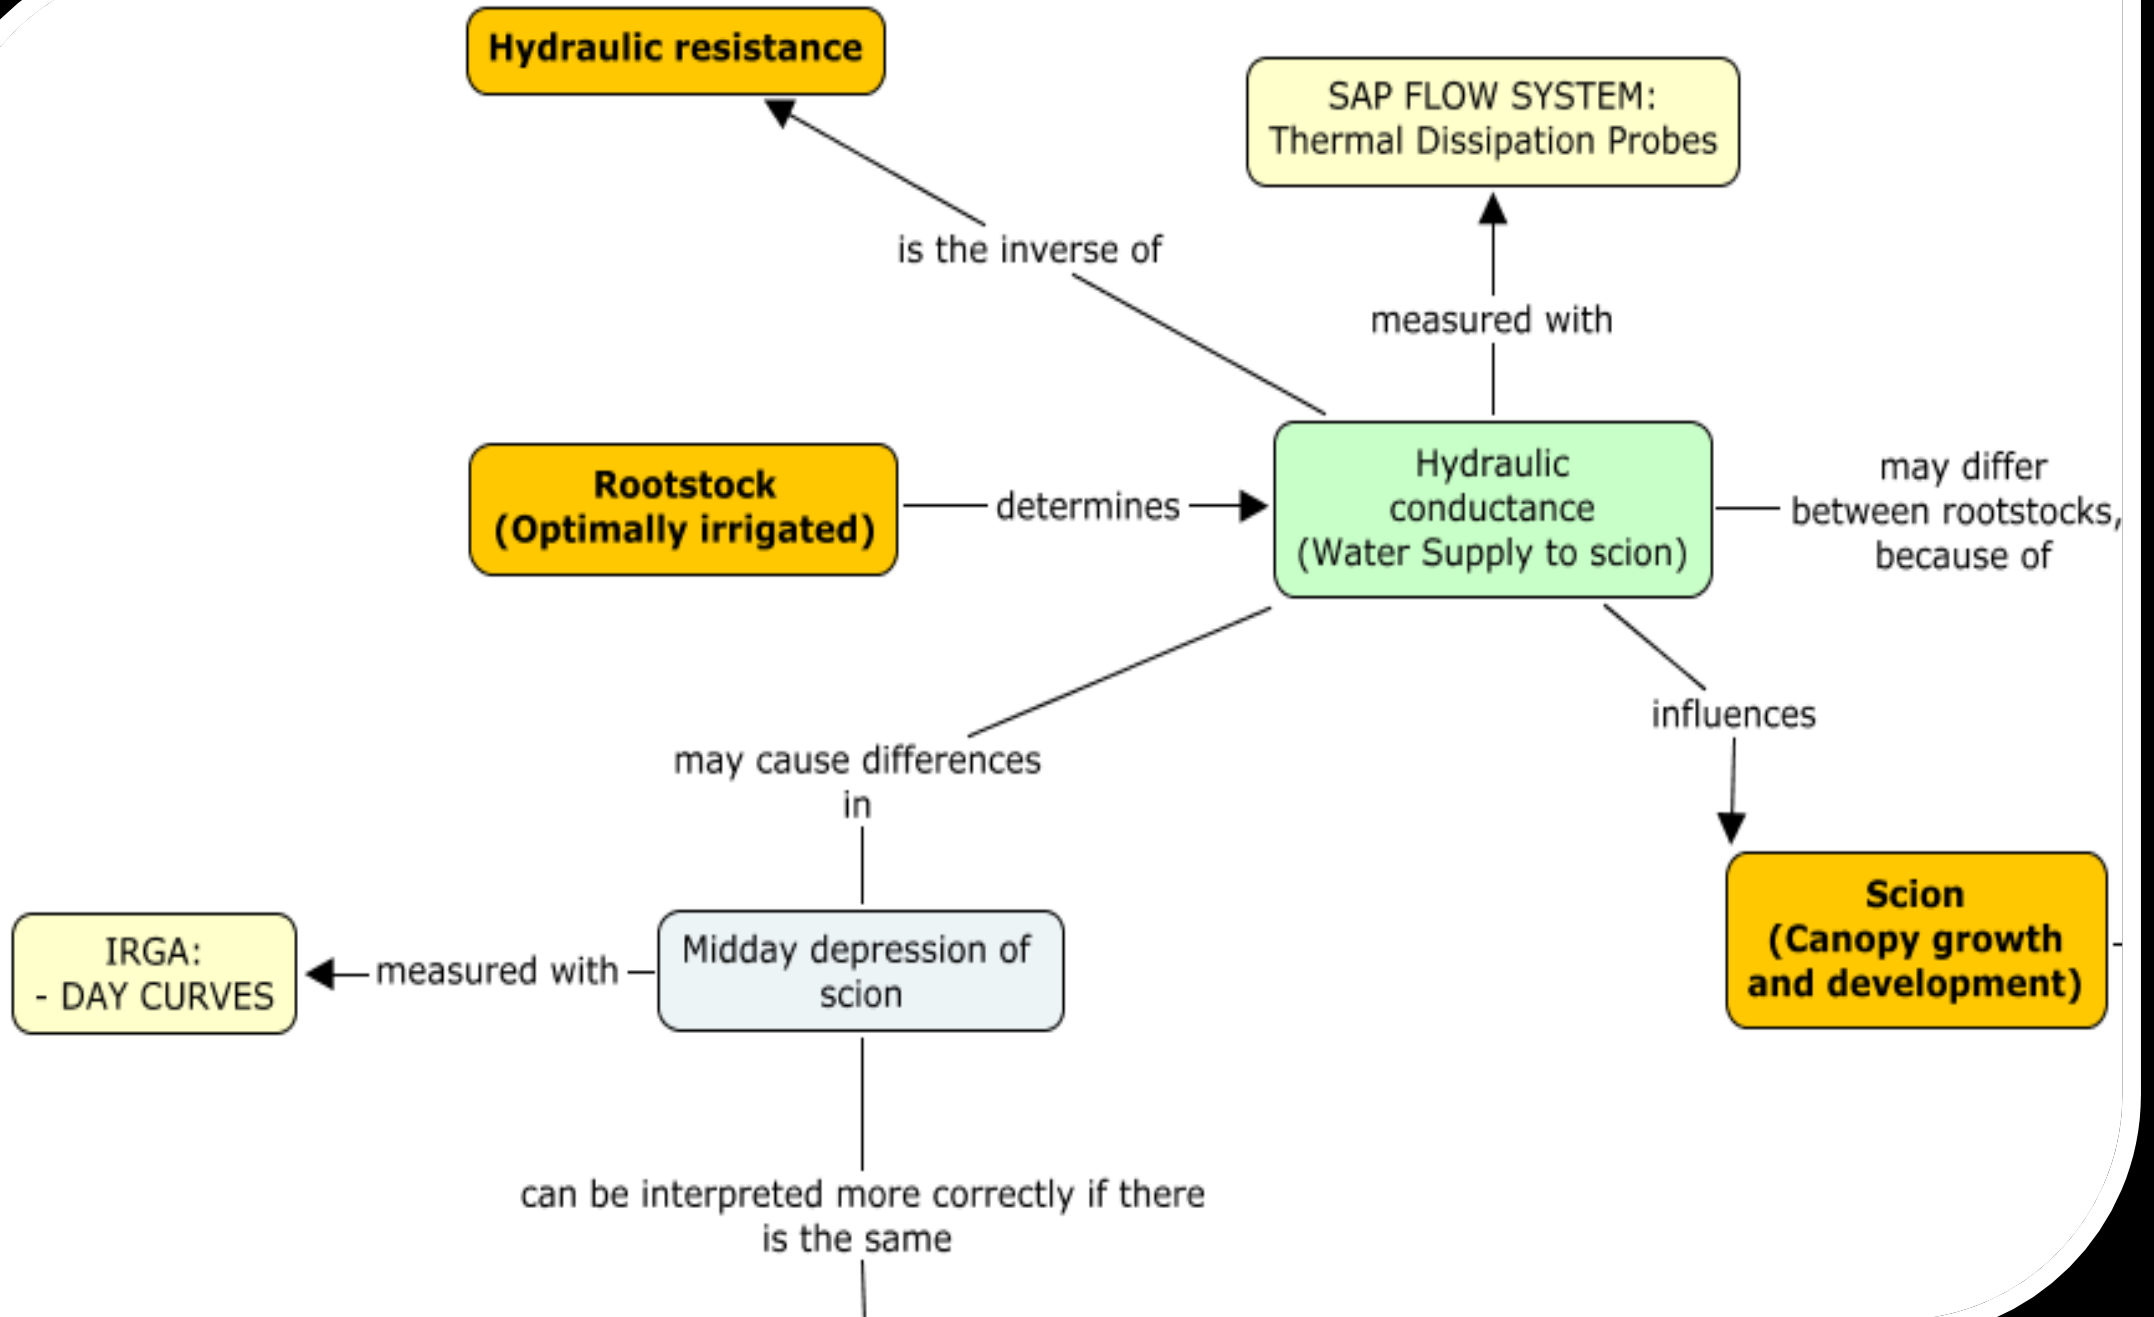 Hydraulic resistance
SAP FLOW SYSTEM:
Thermal Dissipation Probes
is the inverse of
measured with
Rootstock
(Optimally irrigated)
determines
Hydraulic
conductance
(Water Supply to scion)
may differ
between rootstocks,
because of
influences
may cause differences
in
Scion
(Canopy growth
and development)
IRGA:
- DAY CURVES
measured with
Midday depression of
scion
can be interpreted more correctly if there
is the same